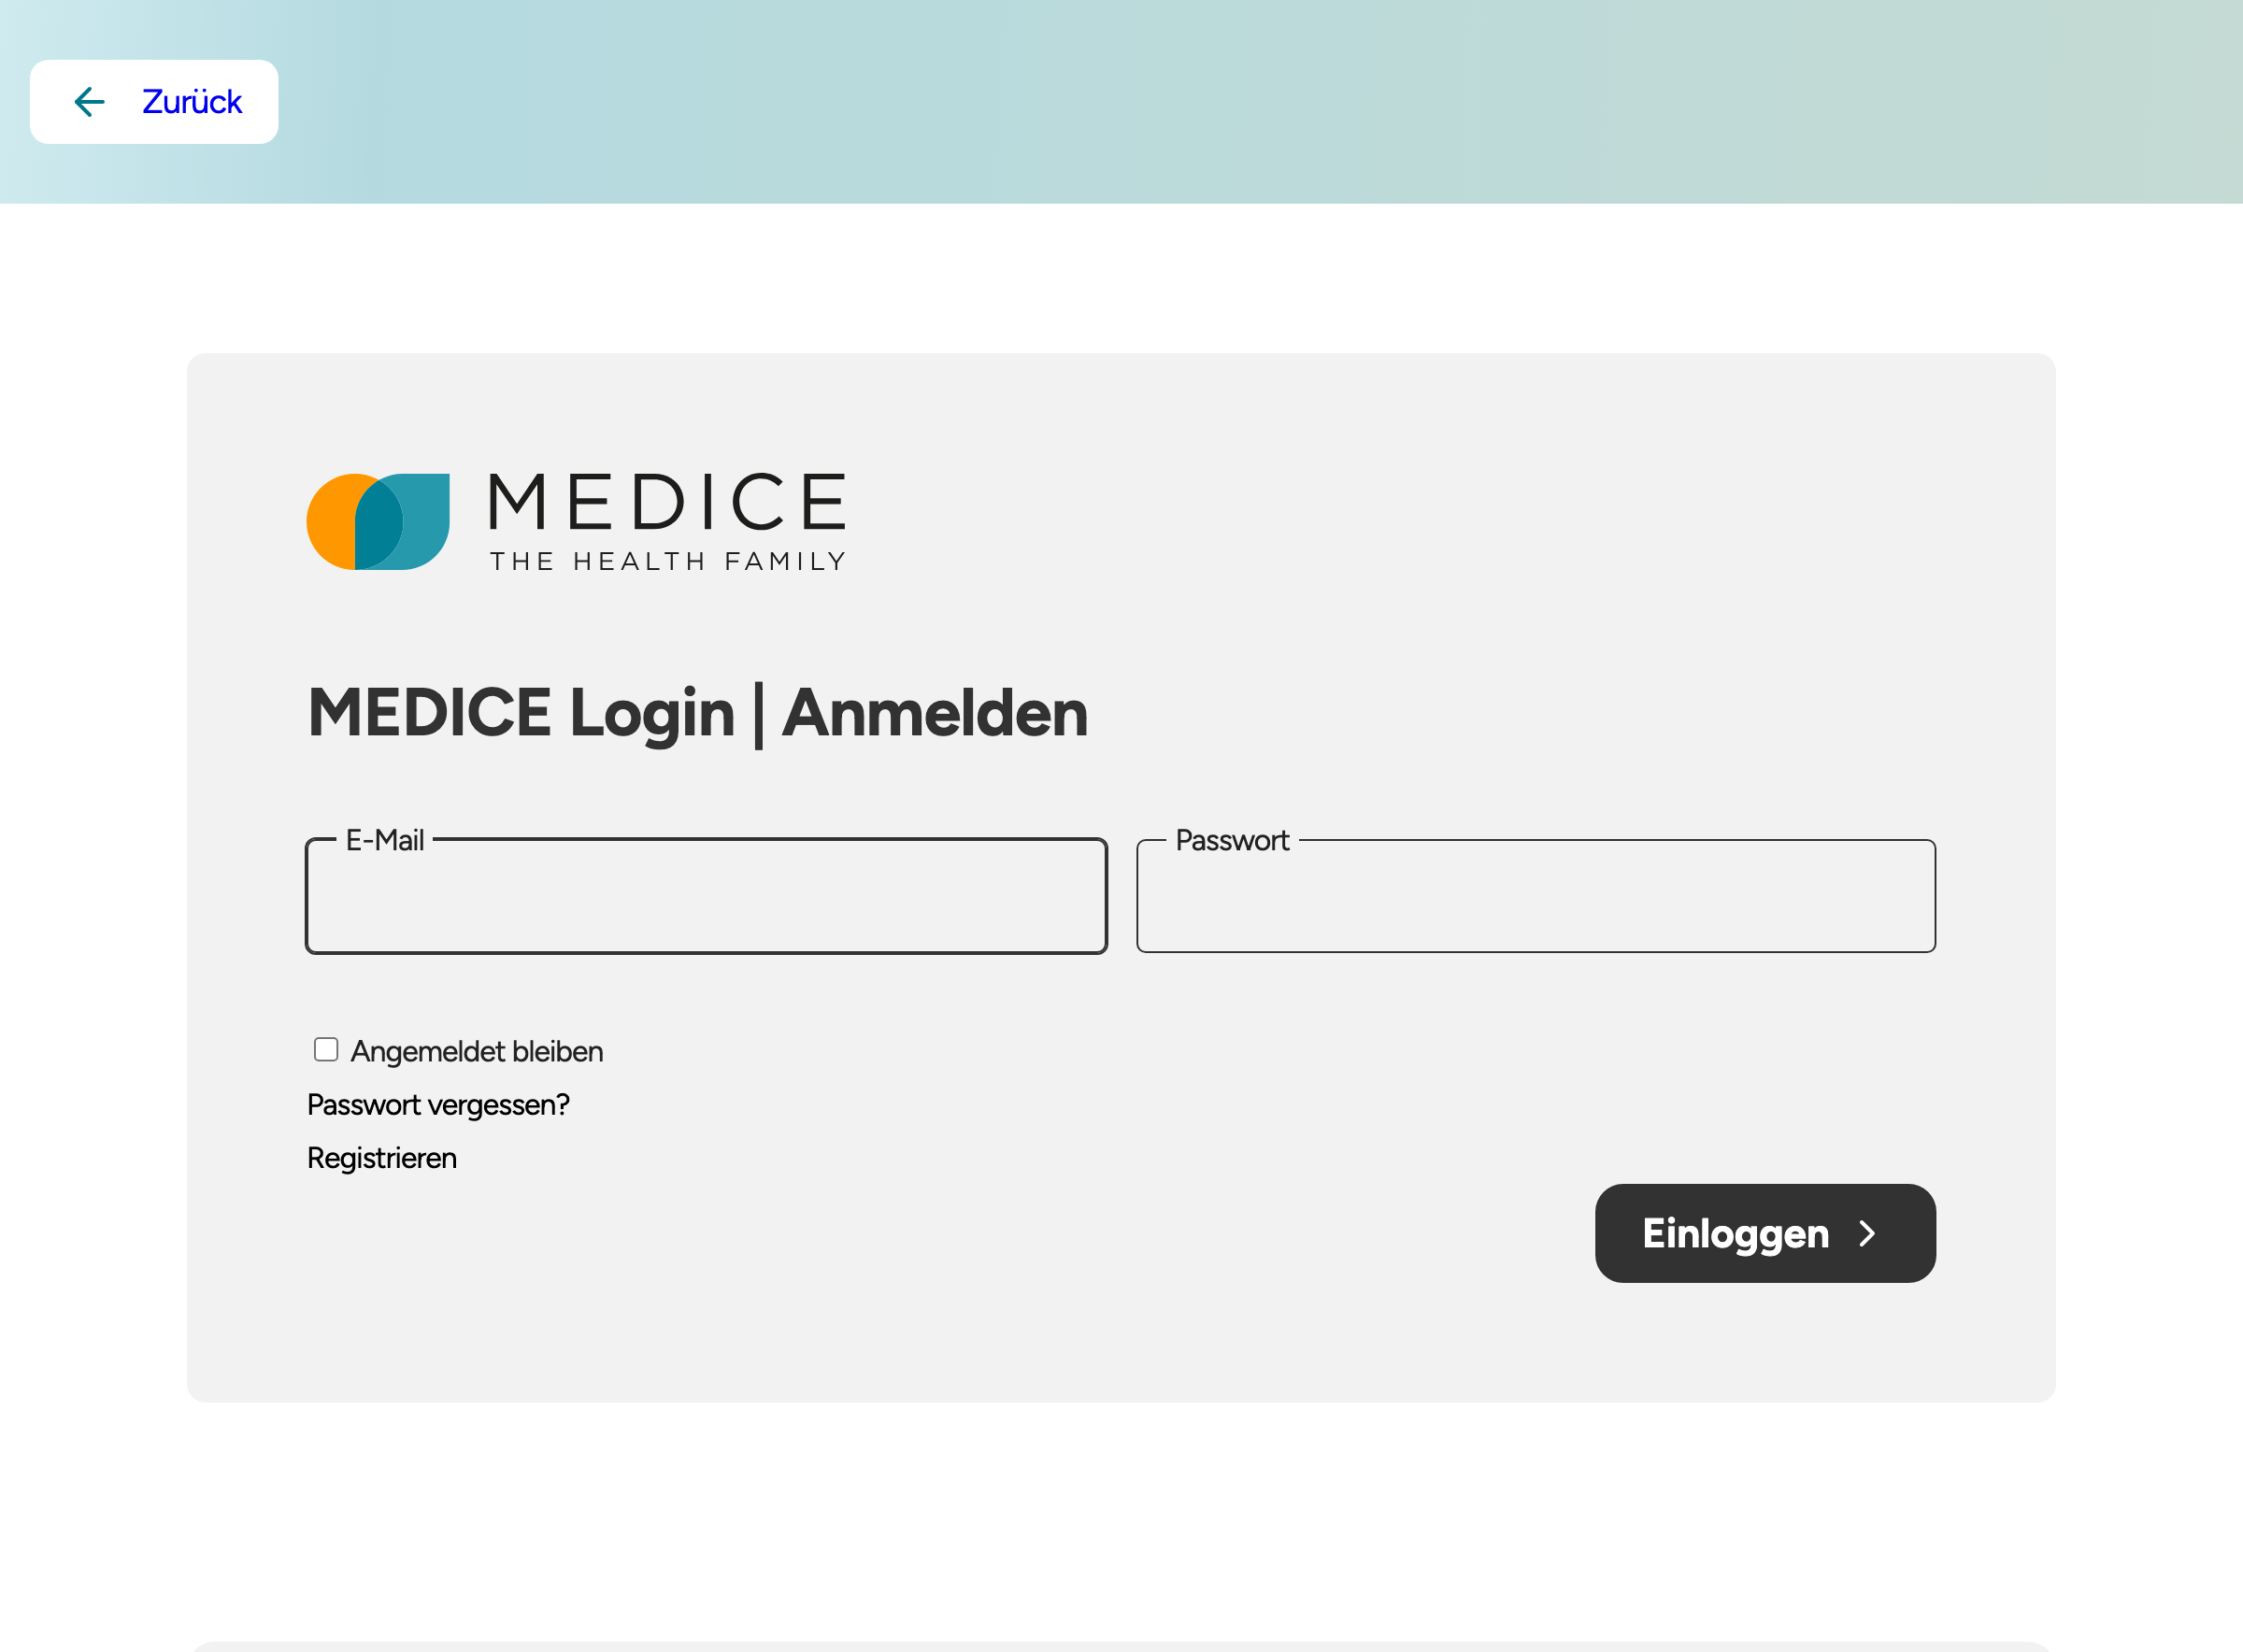 Zurück
MEDICE
THE HEALTH FAMILY
MEDICE Login | Anmelden
E-Mail
Passwort
Angemeldet bleiben
Passwort vergessen?
Registrieren
Einloggen